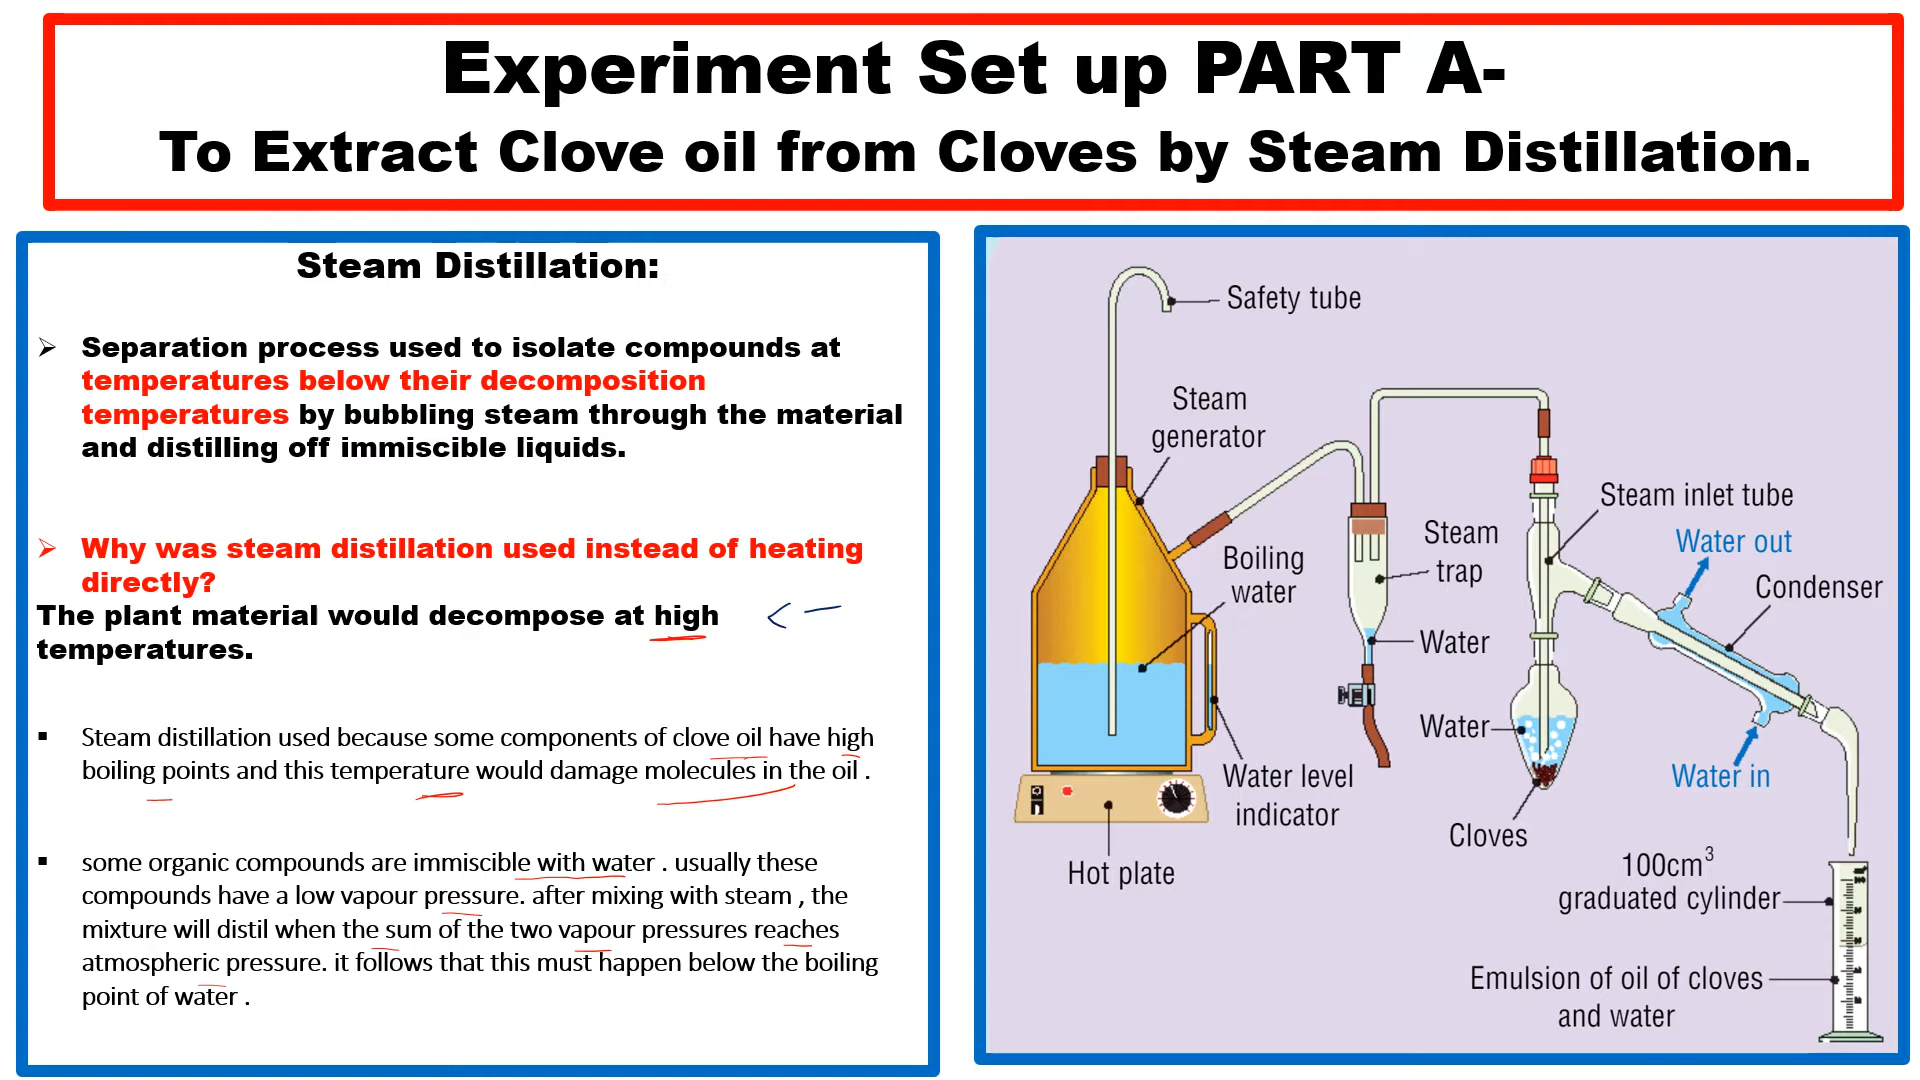 Experiment Set up PART A-
To Extract Clove oil from Cloves by Steam Distillation.
Steam Distillation:
➢ Separation process used to isolate compounds at
temperatures below their decomposition
temperatures by bubbling steam through the material
and distilling off immiscible liquids.
➢ Why was steam distillation used instead of heating
directly?
The plant material would decompose at high
temperatures.
▪ Steam distillation used because some components of clove oil have high
boiling points and this temperature would damage molecules in the oil .
▪ some organic compounds are immiscible with water . usually these
compounds have a low vapour pressure. after mixing with steam , the
mixture will distil when the sum of the two vapour pressures reaches
atmospheric pressure. it follows that this must happen below the boiling
point of water .
Safety tube
Steam
generator
Boiling
water
Steam
trap
Water
Steam inlet tube
Water out
Condenser
Water
Water in
Water level
indicator
Cloves
Hot plate
100cm³
graduated cylinder
Emulsion of oil of cloves
and water